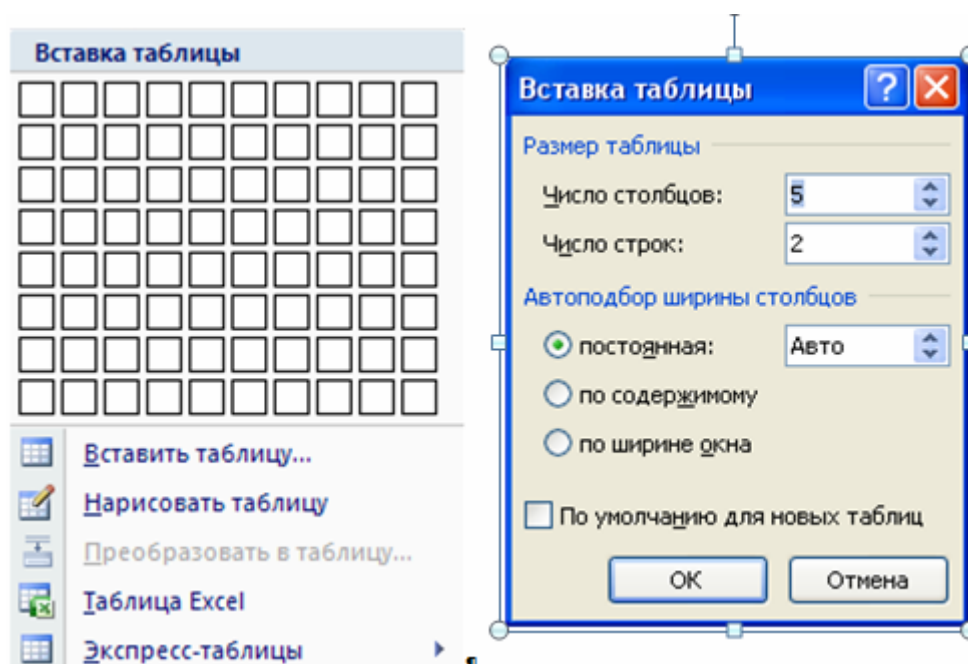 Вставка таблицы
Вставить таблицу...
Нарисовать таблицу
Преобразовать в таблицу...
Таблица Excel
Экспресс-таблицы
Вставка таблицы
Размер таблицы
Число столбцов: 5
Число строк: 2
Автоподбор ширины столбцов
постоянная: Авто
по содержимому
по ширине окна
По умолчанию для новых таблиц
ОК Отмена